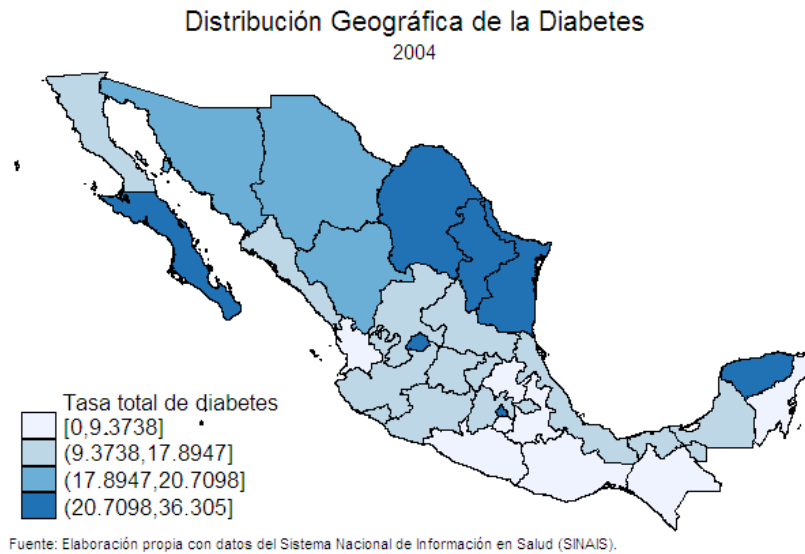 Distribución Geográfica de la Diabetes
2004
Tasa total de diabetes
[0,9.3738]
(9.3738,17.8947]
(17.8947,20.7098]
(20.7098,36.305]
Fuente: Elaboración propia con datos del Sistema Nacional de Información en Salud (SINAIS).